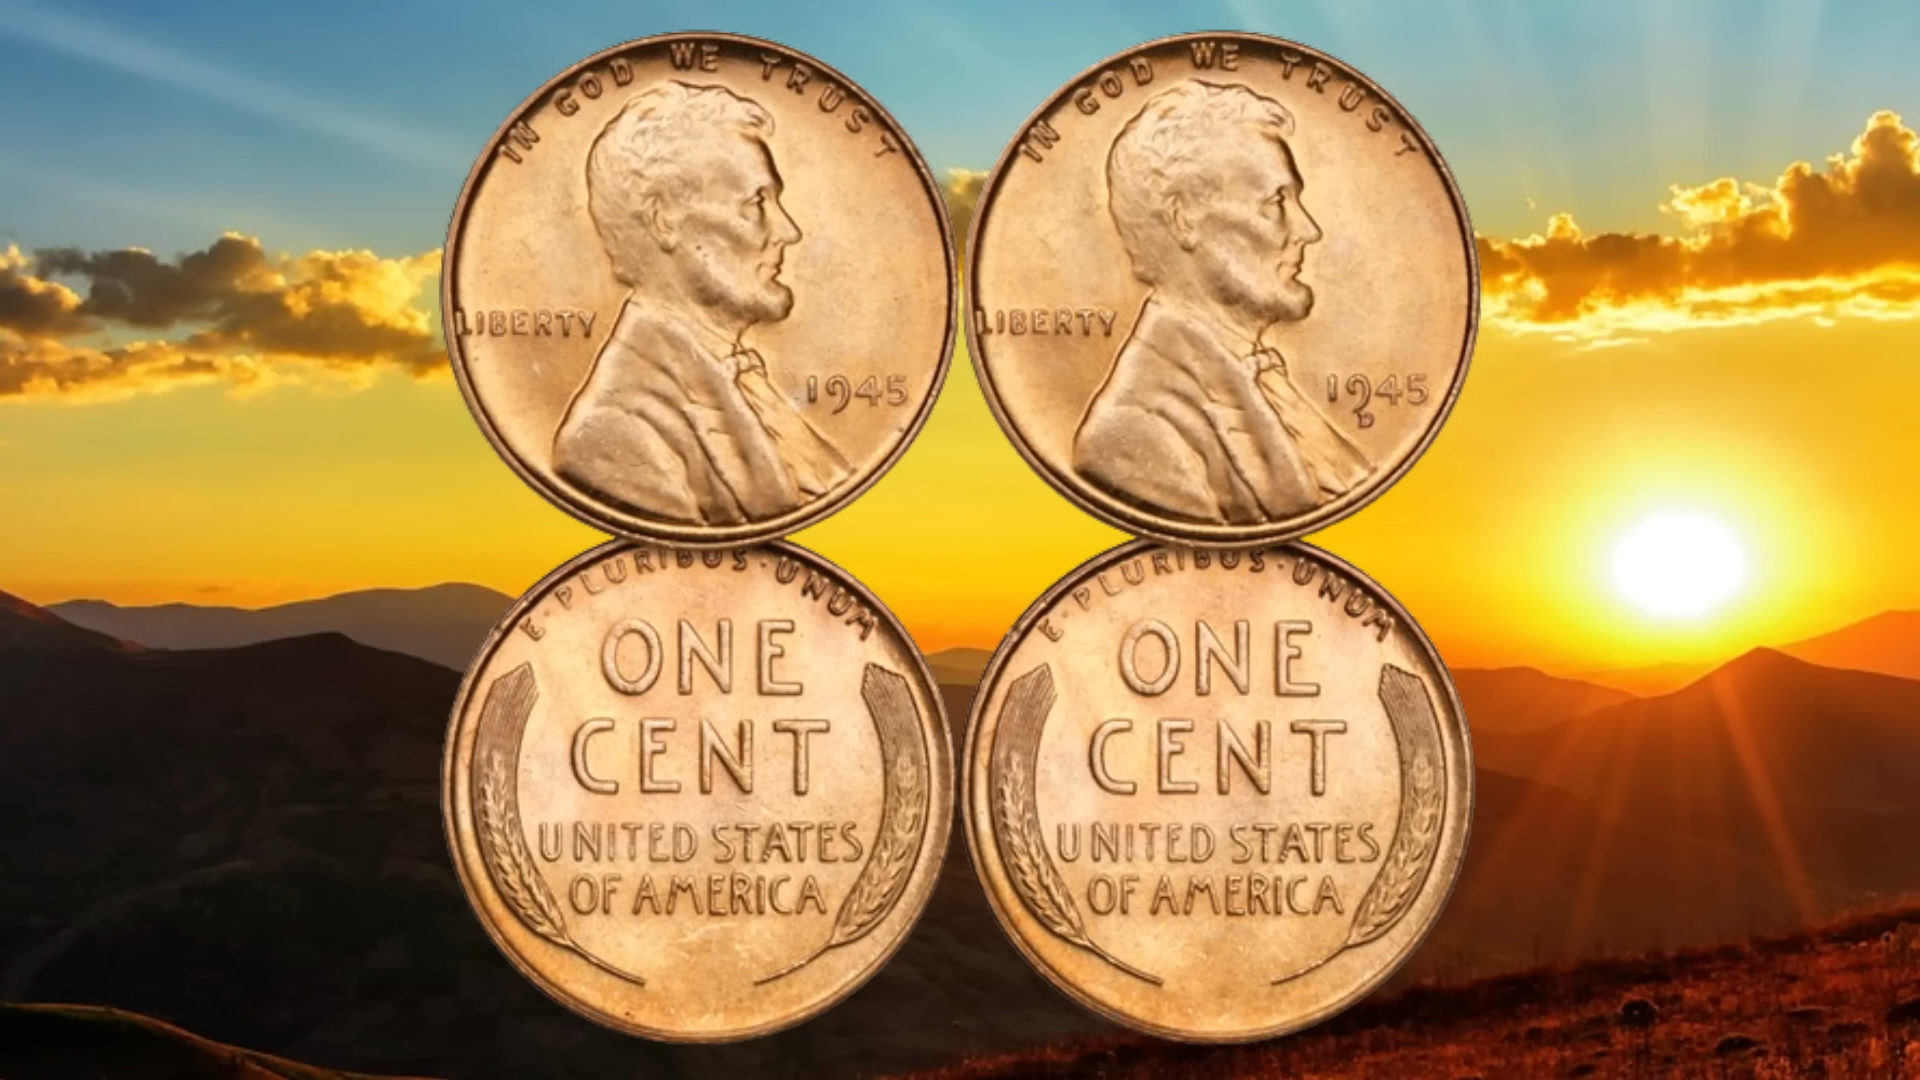 IN GOD WE TRUST
LIBERTY
1945
IN GOD WE TRUST
LIBERTY
1945
D
E·PLURIBUS·UNUM
ONE
CENT
UNITED STATES
OF AMERICA
E·PLURIBUS·UNUM
ONE
CENT
UNITED STATES
OF AMERICA